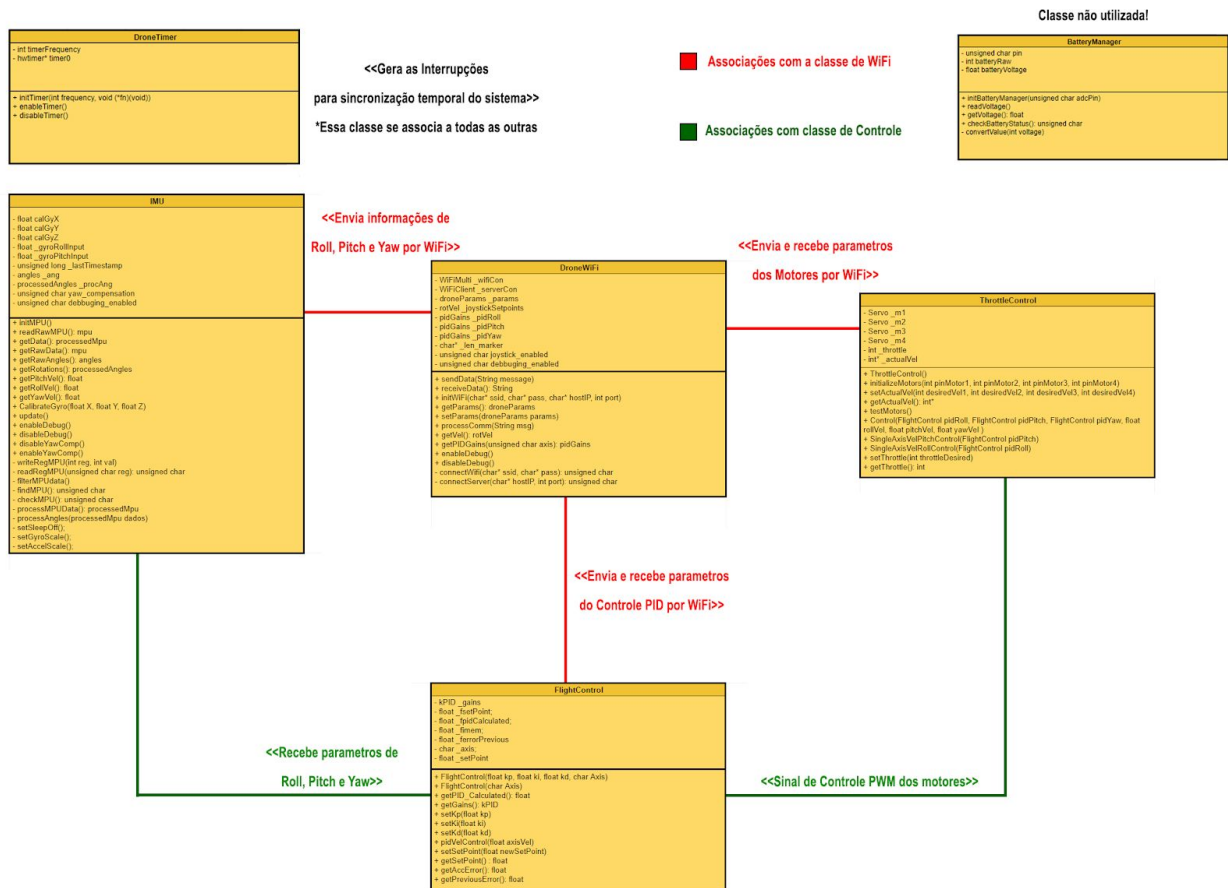 Classe não utilizada!
DroneTimer
- int timerFrequency
- hwtimer* timer0
+ initTimer(int frequency, void (*fn)(void))
+ enableTimer()
+ disableTimer()
<<Gera as Interrupções
para sincronização temporal do sistema>>
*Essa classe se associa a todas as outras
Associações com a classe de WiFi
Associações com classe de Controle
BatteryManager
- unsigned char pin
- int batteryRaw
- float batteryVoltage
+ initBatteryManager(unsigned char adcPin)
+ readVoltage()
+ getVoltage(): float
+ checkBatteryStatus(): unsigned char
- convertValue(int voltage)
IMU
- float calGyX
- float calGyY
- float calGyZ
- float _gyroRollInput
- float _gyroPitchInput
- unsigned long _lastTimestamp
- angles _ang
- processedAngles _procAng
- unsigned char yaw_compensation
- unsigned char debbuging_enabled
+ initMPU()
+ readRawMPU(): mpu
+ getData(): processedMpu
+ getRawData(): mpu
+ getRawAngles(): angles
+ getRotations(): processedAngles
+ getPitchVel(): float
+ getRollVel(): float
+ getYawVel(): float
+ CalibrateGyro(float X, float Y, float Z)
+ update()
+ enableDebug()
+ disableDebug()
+ disableYawComp()
+ enableYawComp()
- writeRegMPU(int reg, int val)
- readRegMPU(unsigned char reg): unsigned char
- filterMPUdata()
- findMPU(): unsigned char
- checkMPU(): unsigned char
- processMPUData(): processedMpu
- processAngles(processedMpu dados)
- setSleepOff();
- setGyroScale();
- setAccelScale();
<<Envia informações de
Roll, Pitch e Yaw por WiFi>>
DroneWiFi
- WiFiMulti _wifiCon
- WiFiClient _serverCon
- droneParams _params
- rotVel _joystickSetpoints
- pidGains _pidRoll
- pidGains _pidPitch
- pidGains _pidYaw
- char* _len_marker
- unsigned char joystick_enabled
- unsigned char debbuging_enabled
+ sendData(String message)
+ receiveData(): String
+ initWIFI(char* ssid, char* pass, char* hostIP, int port)
+ getParams(): droneParams
+ setParams(droneParams params)
+ processComm(String msg)
+ getVel(): rotVel
+ getPIDGains(unsigned char axis): pidGains
+ enableDebug()
+ disableDebug()
- connectWifi(char* ssid, char* pass): unsigned char
- connectServer(char* hostIP, int port): unsigned char
<<Envia e recebe parametros
dos Motores por WiFi>>
ThrottleControl
- Servo _m1
- Servo _m2
- Servo _m3
- Servo _m4
- int _throttle
- int* _actualVel
+ ThrottleControl()
+ initializeMotors(int pinMotor1, int pinMotor2, int pinMotor3, int pinMotor4)
+ setActualVel(int desiredVel1, int desiredVel2, int desiredVel3, int desiredVel4)
+ getActualVel(): int*
+ testMotors()
+ Control(FlightControl pidRoll, FlightControl pidPitch, FlightControl pidYaw, float
rollVel, float pitchVel, float yawVel )
+ SingleAxisVelPitchControl(FlightControl pidPitch)
+ SingleAxisVelRollControl(FlightControl pidRoll)
+ setThrottle(int throttleDesired)
+ getThrottle(): int
<<Envia e recebe parametros
do Controle PID por WiFi>>
<<Recebe parametros de
Roll, Pitch e Yaw>>
FlightControl
- kPID _gains
- float _fsetPoint;
- float _fpidCalculated;
- float _fimem;
- float _ferrorPrevious
- char _axis;
- float _setPoint
+ FlightControl(float kp, float ki, float kd, char Axis)
+ FlightControl(char Axis)
+ getPID_Calculated(): float
+ getGains(): kPID
+ setKp(float kp)
+ setKi(float ki)
+ setKd(float kd)
+ pidVelControl(float axisVel)
+ setSetPoint(float newSetPoint)
+ getSetPoint() : float
+ getAccError(): float
+ getPreviousError(): float
<<Sinal de Controle PWM dos motores>>